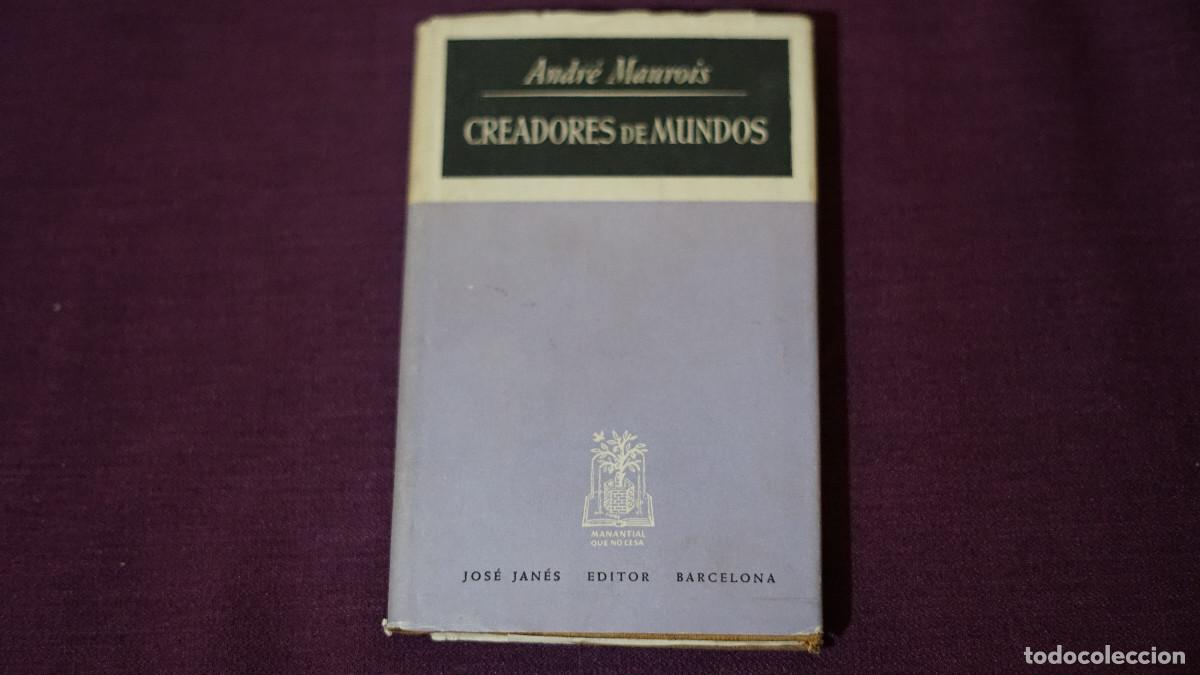 André Maurois
CREADORES DE MUNDOS
MANANTIAL
QUE NO CESA
JOSÉ JANÉS EDITOR BARCELONA
todocoleccion